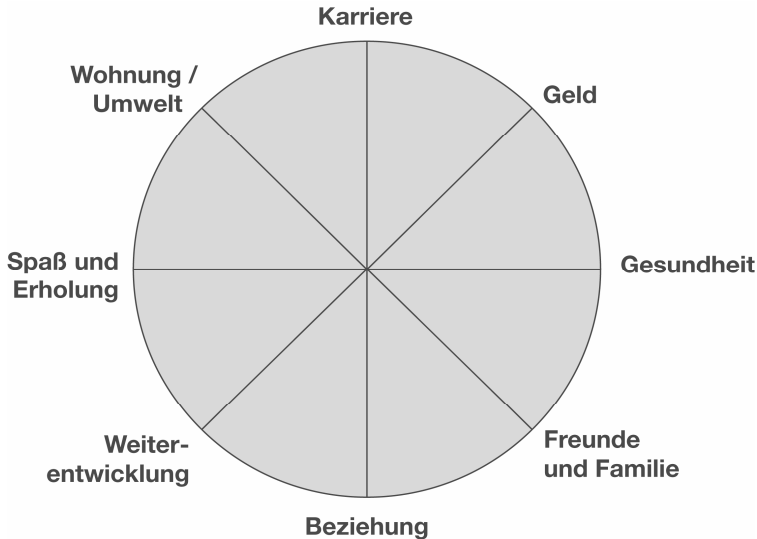 Karriere
Wohnung /
Umwelt
Geld
Spaß und
Erholung
Gesundheit
Weiter-
entwicklung
Freunde
und Familie
Beziehung